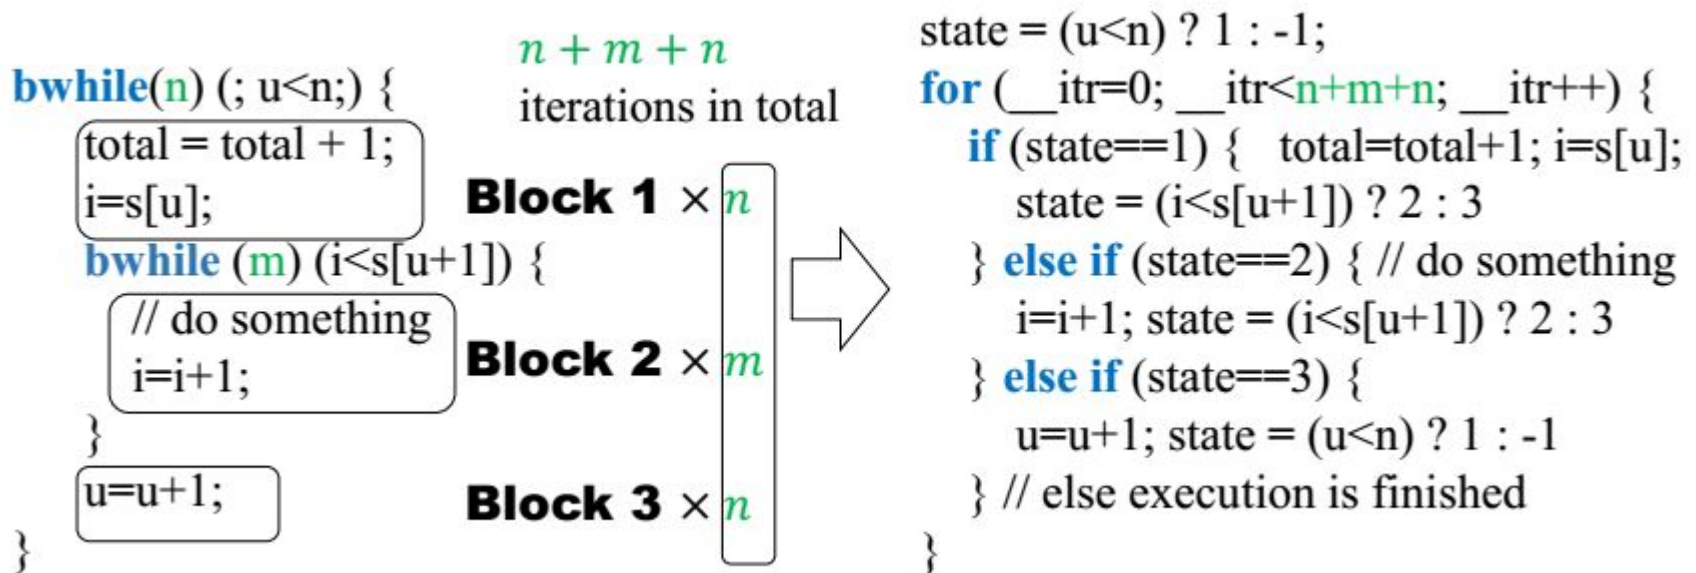 bwhile(n) (; u<n;) {
total = total + 1;
i=s[u];
bwhile (m) (i<s[u+1]) {
// do something
i=i+1;
}
u=u+1;
}
n + m + n
iterations in total
Block 1 × n
Block 2 × m
Block 3 × n
state = (u<n) ? 1 : -1;
for (__itr=0; __itr<n+m+n; __itr++) {
if (state==1) { total=total+1; i=s[u];
state = (i<s[u+1]) ? 2 : 3
} else if (state==2) { // do something
i=i+1; state = (i<s[u+1]) ? 2 : 3
} else if (state==3) {
u=u+1; state = (u<n) ? 1 : -1
} // else execution is finished
}